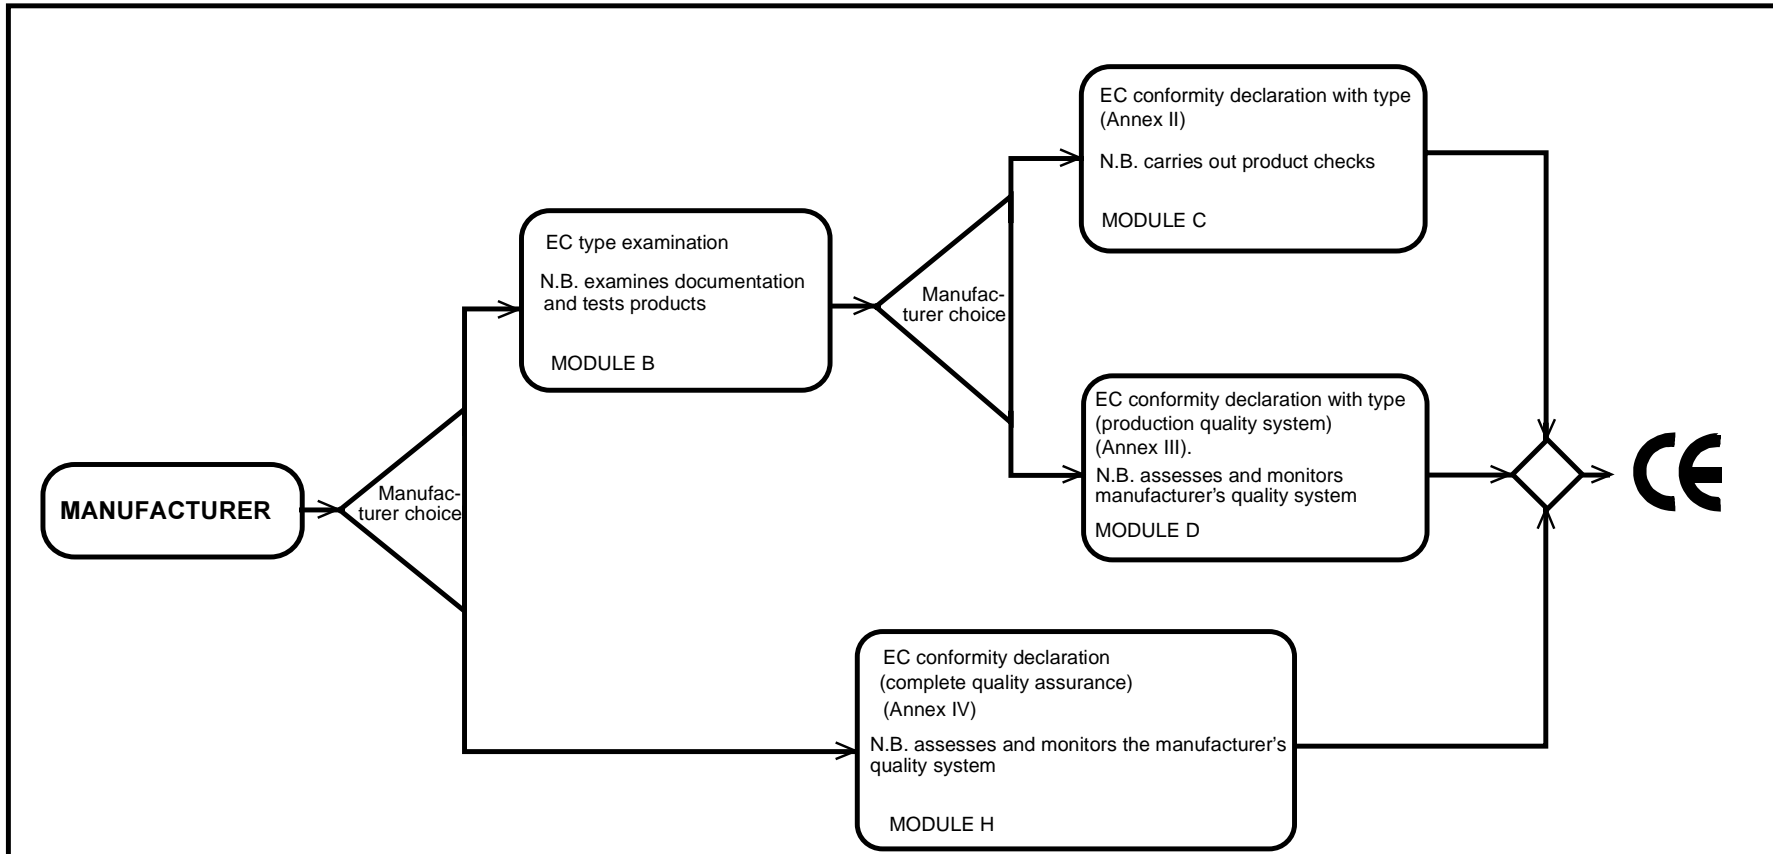 MANUFACTURER
Manufac-
turer choice
EC type examination
N.B. examines documentation
and tests products
MODULE B
Manufac-
turer choice
EC conformity declaration with type
(Annex II)
N.B. carries out product checks
MODULE C
EC conformity declaration with type
(production quality system)
(Annex III).
N.B. assesses and monitors
manufacturer’s quality system
MODULE D
EC conformity declaration
(complete quality assurance)
(Annex IV)
N.B. assesses and monitors the manufacturer’s
quality system
MODULE H
CE